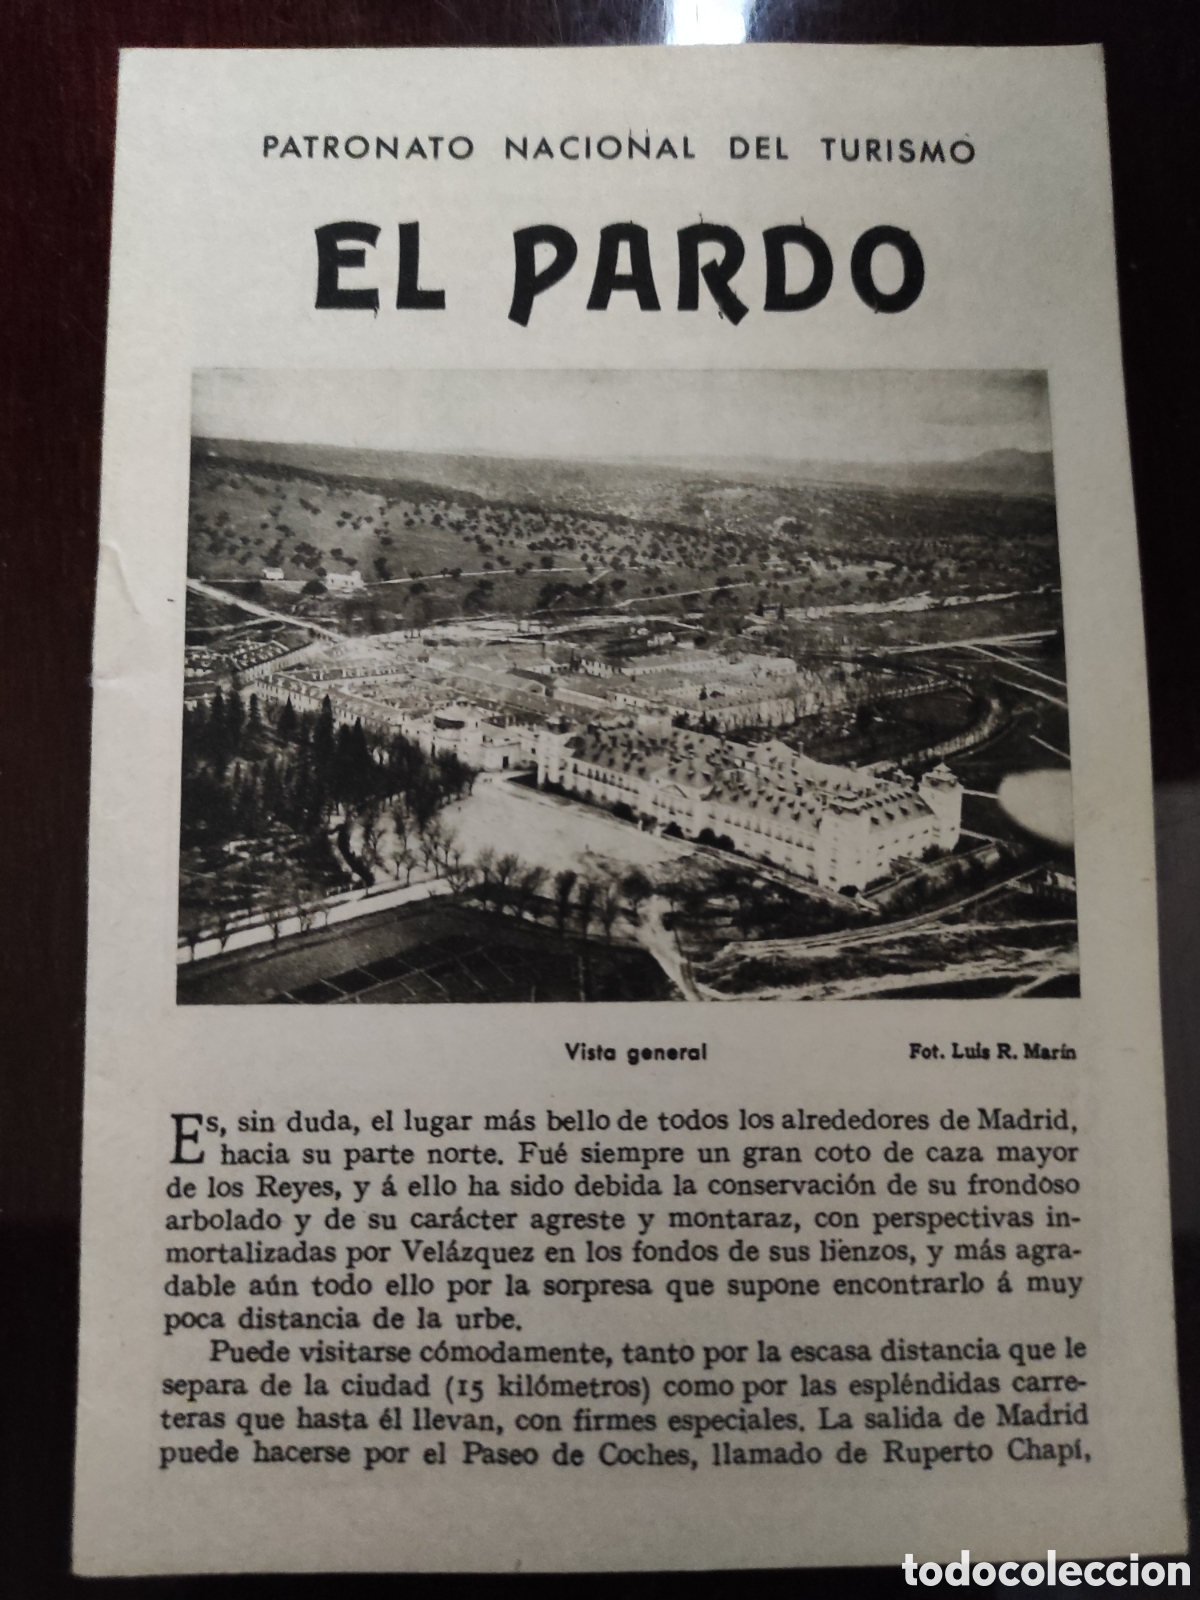 PATRONATO NACIONAL DEL TURISMO
EL PARDO
Vista general
Fot. Luis R. Marín
Es, sin duda, el lugar más bello de todos los alrededores de Madrid,
hacia su parte norte. Fué siempre un gran coto de caza mayor
de los Reyes, y á ello ha sido debida la conservación de su frondoso
arbolado y de su carácter agreste y montaraz, con perspectivas in-
mortalizadas por Velázquez en los fondos de sus lienzos, y más agra-
dable aún todo ello por la sorpresa que supone encontrarlo á muy
poca distancia de la urbe.
Puede visitarse cómodamente, tanto por la escasa distancia que le
separa de la ciudad (15 kilómetros) como por las espléndidas carre-
teras que hasta él llevan, con firmes especiales. La salida de Madrid
puede hacerse por el Paseo de Coches, llamado de Ruperto Chapí,
todocoleccion